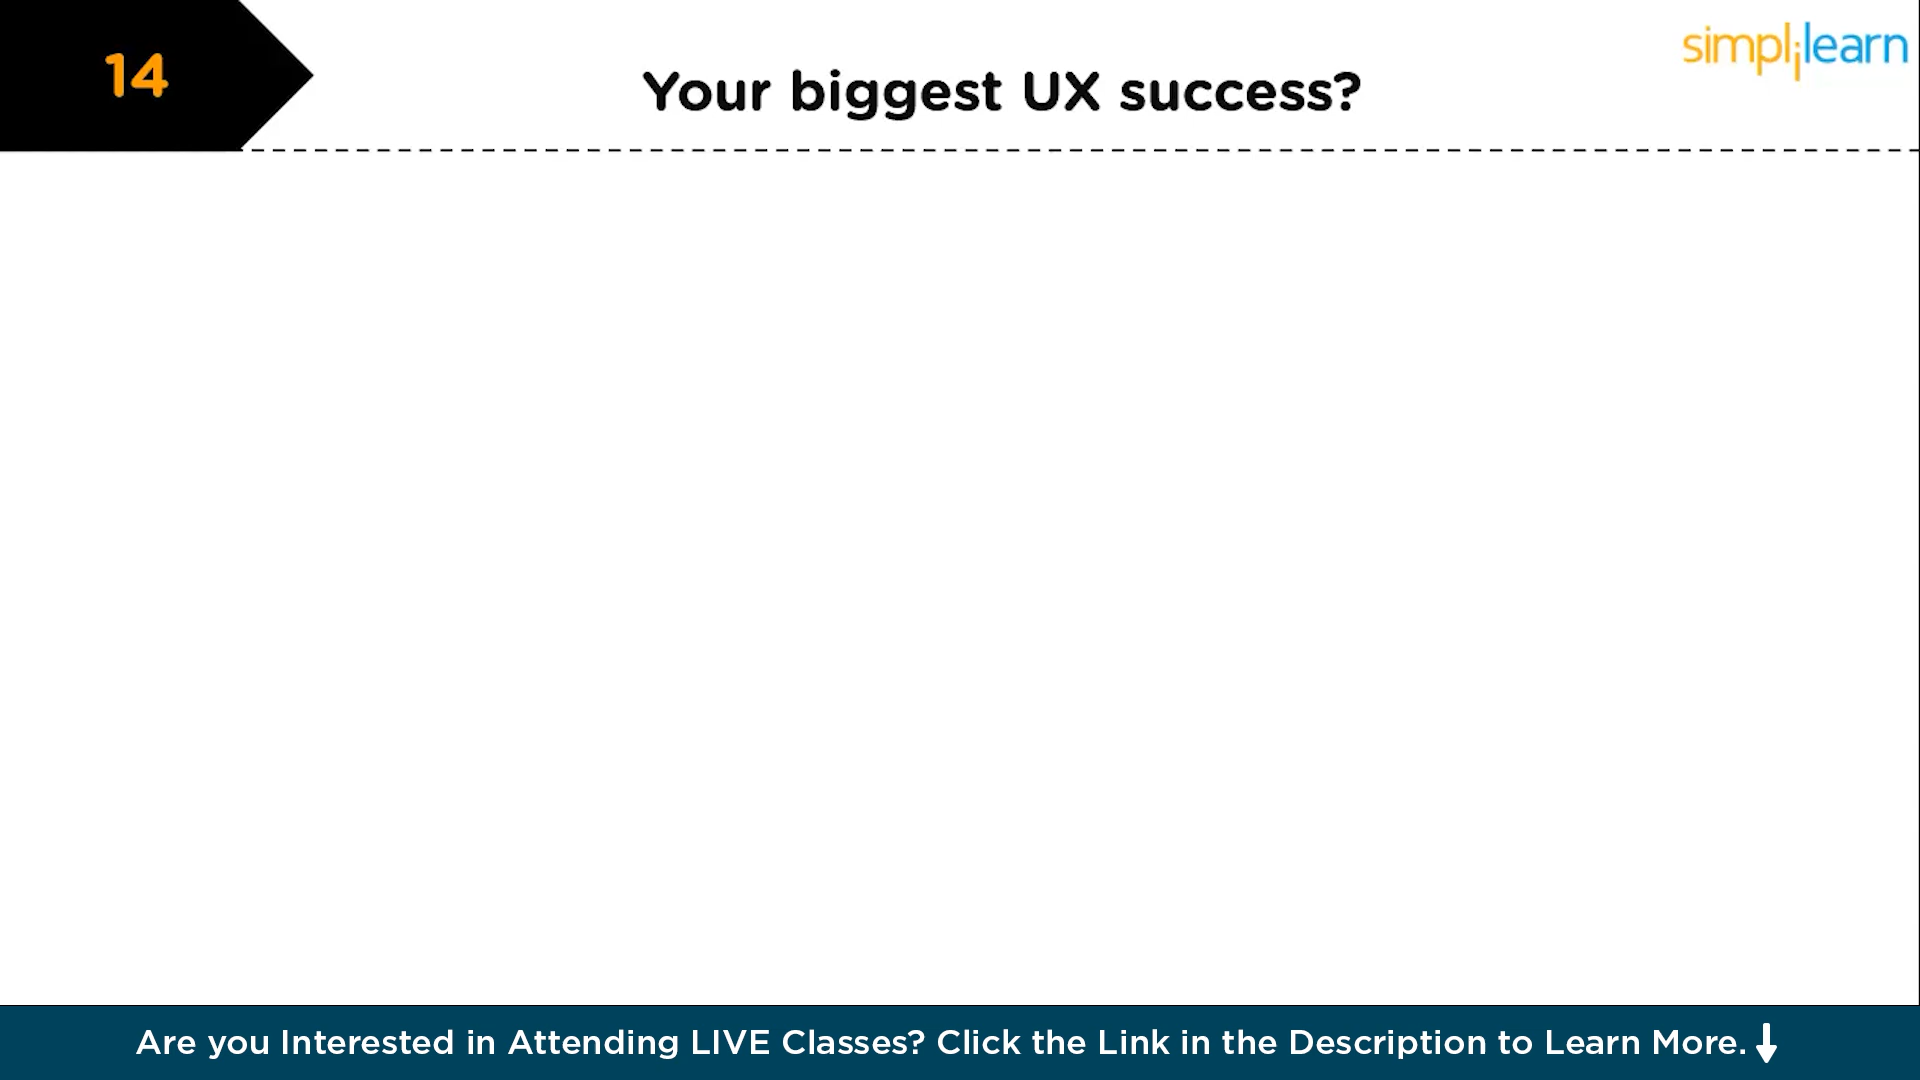 14
Your biggest UX success?
simplilearn
Are you Interested in Attending LIVE Classes? Click the Link in the Description to Learn More.